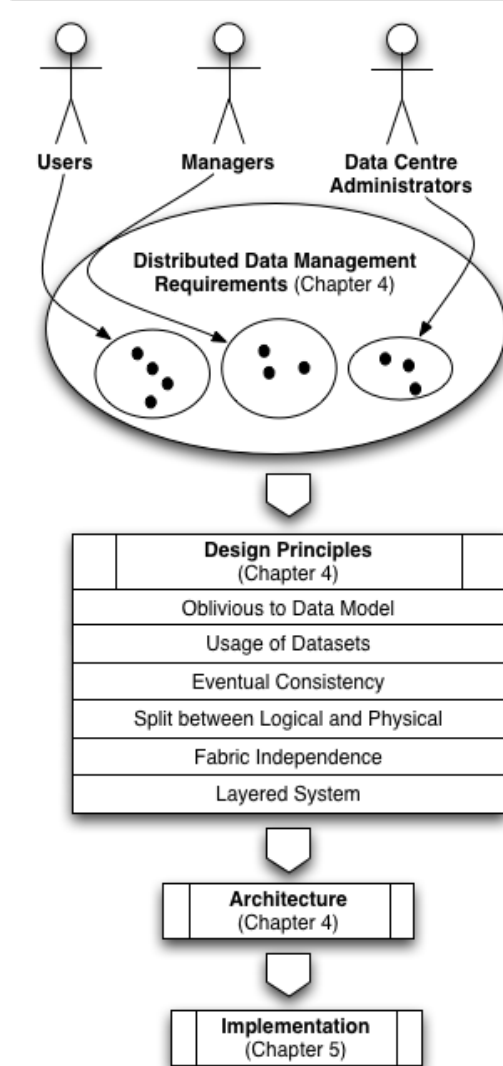 Users
Managers
Data Centre
Administrators
Distributed Data Management
Requirements (Chapter 4)
Design Principles
(Chapter 4)
Oblivious to Data Model
Usage of Datasets
Eventual Consistency
Split between Logical and Physical
Fabric Independence
Layered System
Architecture
(Chapter 4)
Implementation
(Chapter 5)